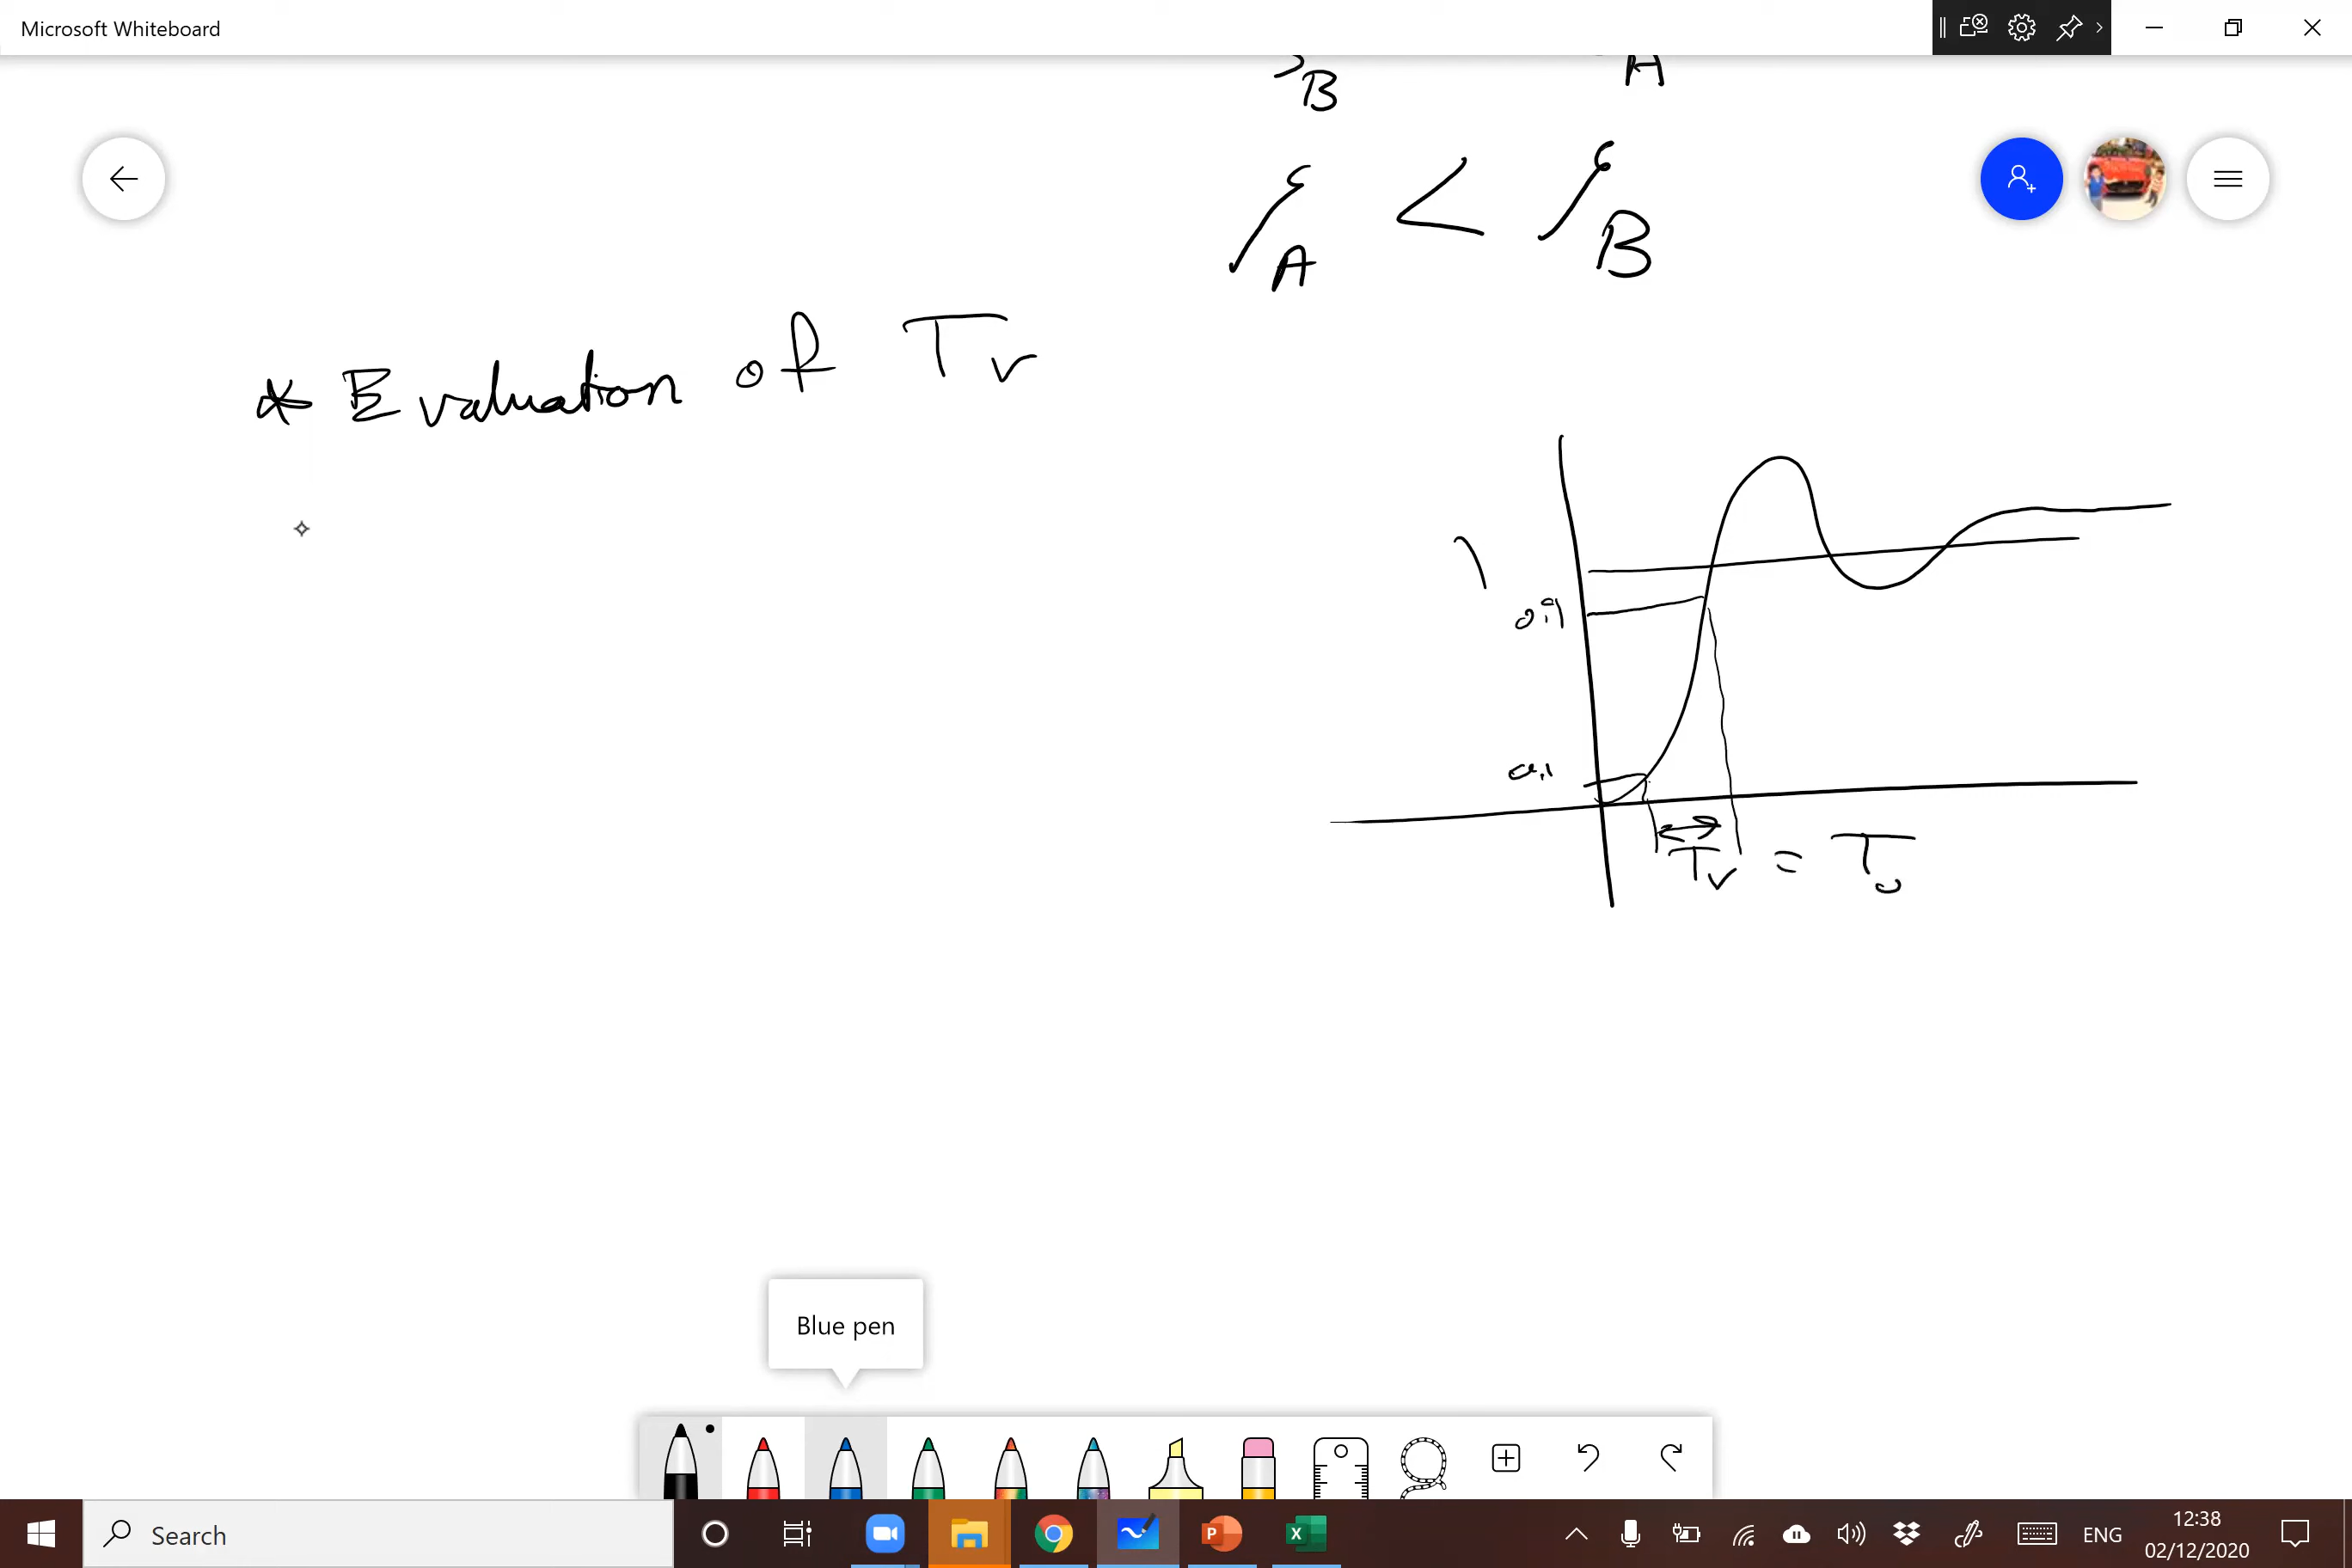 Microsoft Whiteboard
B A
ξA < ξB
* Evaluation of Tr
1
0.9
0.1
Tr =
Blue pen
Search
ENG
12:38
02/12/2020